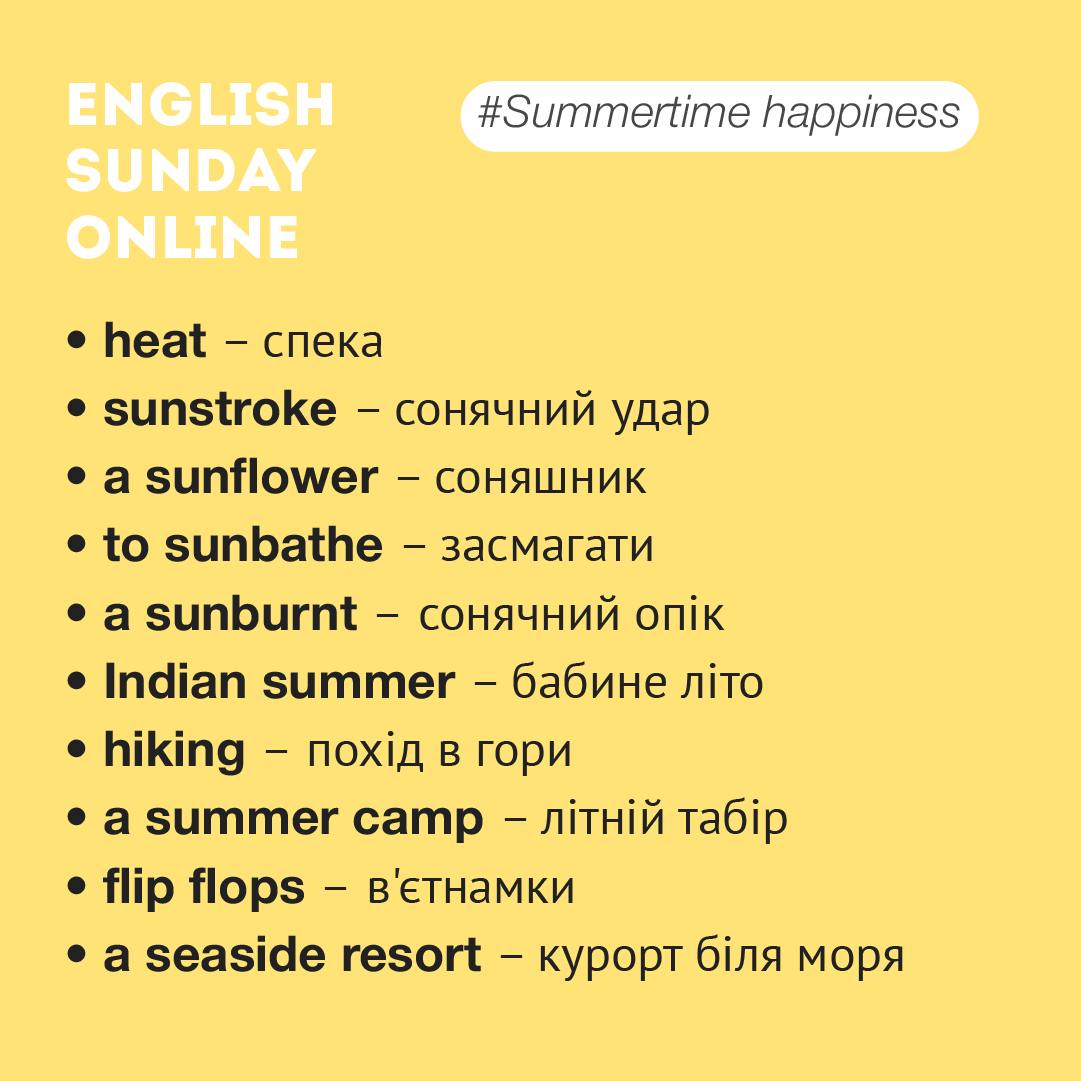 ENGLISH
SUNDAY
ONLINE
#Summertime happiness
• heat – спека
• sunstroke – сонячний удар
• a sunflower – соняшник
• to sunbathe – засмагати
• a sunburnt – сонячний опік
• Indian summer – бабине літо
• hiking – похід в гори
• a summer camp – літній табір
• flip flops – в'єтнамки
• a seaside resort – курорт біля моря